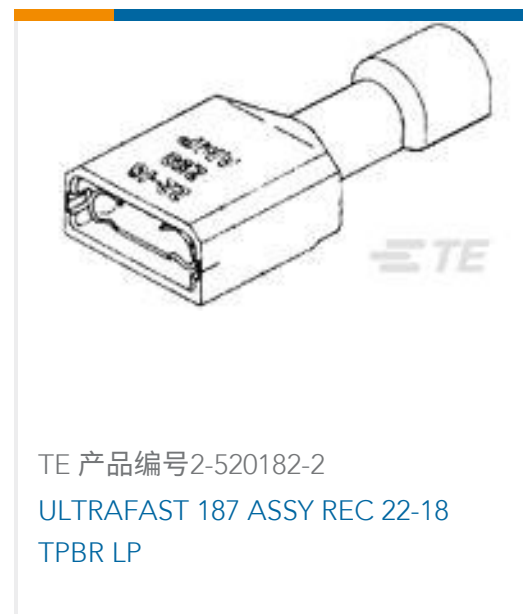 TE
TE 产品编号2-520182-2
ULTRAFAST 187 ASSY REC 22-18
TPBR LP